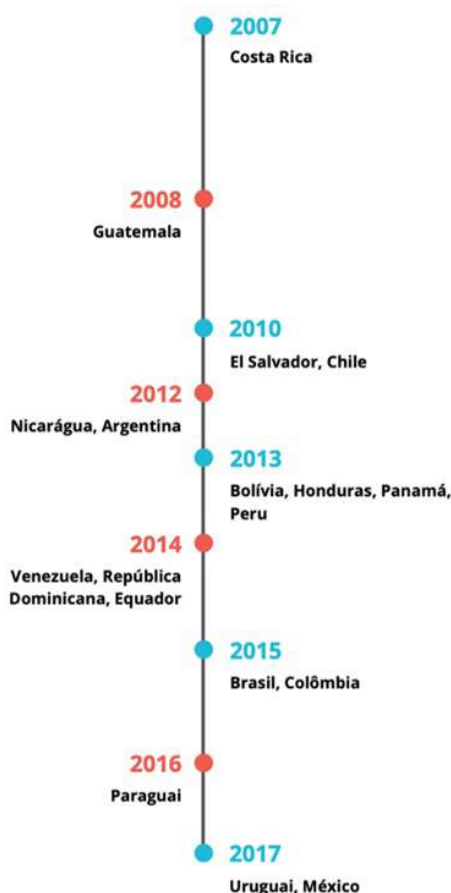 2007
Costa Rica
2008
Guatemala
2010
El Salvador, Chile
2012
Nicarágua, Argentina
2013
Bolívia, Honduras, Panamá,
Peru
2014
Venezuela, República
Dominicana, Equador
2015
Brasil, Colômbia
2016
Paraguai
2017
Uruguai, México